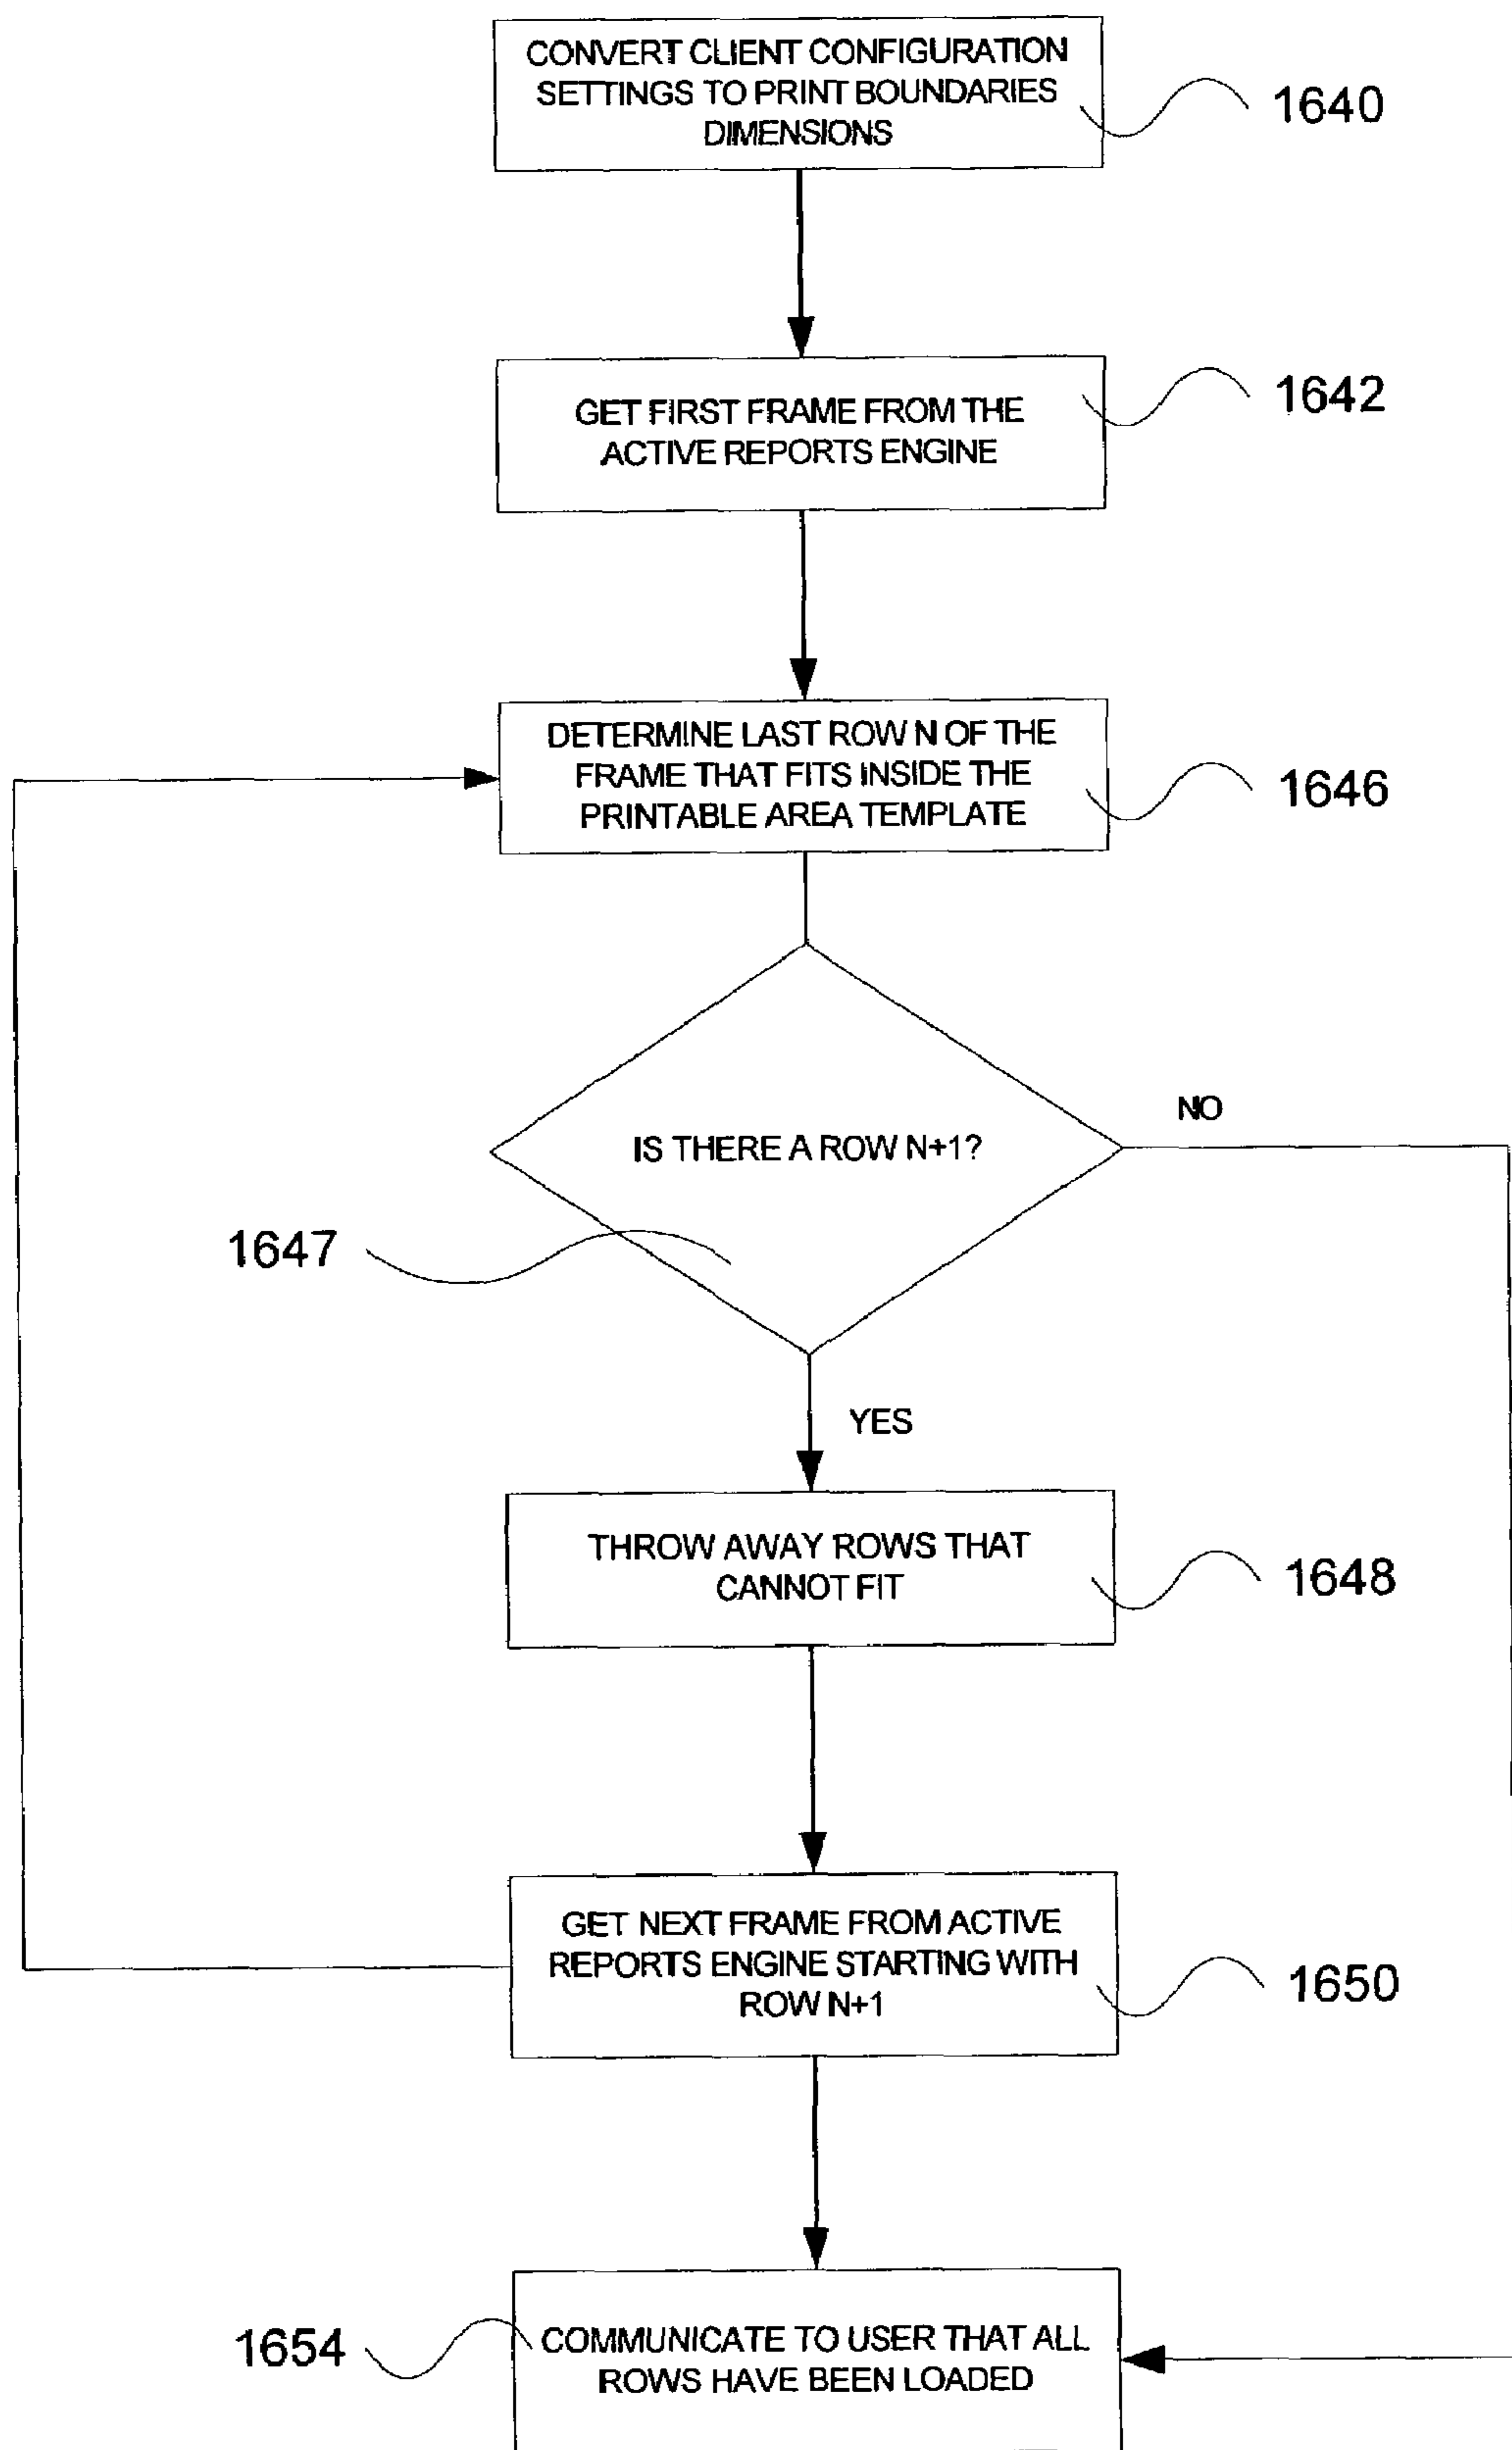 CONVERT CLIENT CONFIGURATION
SETTINGS TO PRINT BOUNDARIES
DIMENSIONS
1640
GET FIRST FRAME FROM THE
ACTIVE REPORTS ENGINE
1642
DETERMINE LAST ROW N OF THE
FRAME THAT FITS INSIDE THE
PRINTABLE AREA TEMPLATE
1646
NO
IS THERE A ROW N+1?
1647
YES
THROW AWAY ROWS THAT
CANNOT FIT
1648
GET NEXT FRAME FROM ACTIVE
REPORTS ENGINE STARTING WITH
ROW N+1
1650
1654
COMMUNICATE TO USER THAT ALL
ROWS HAVE BEEN LOADED